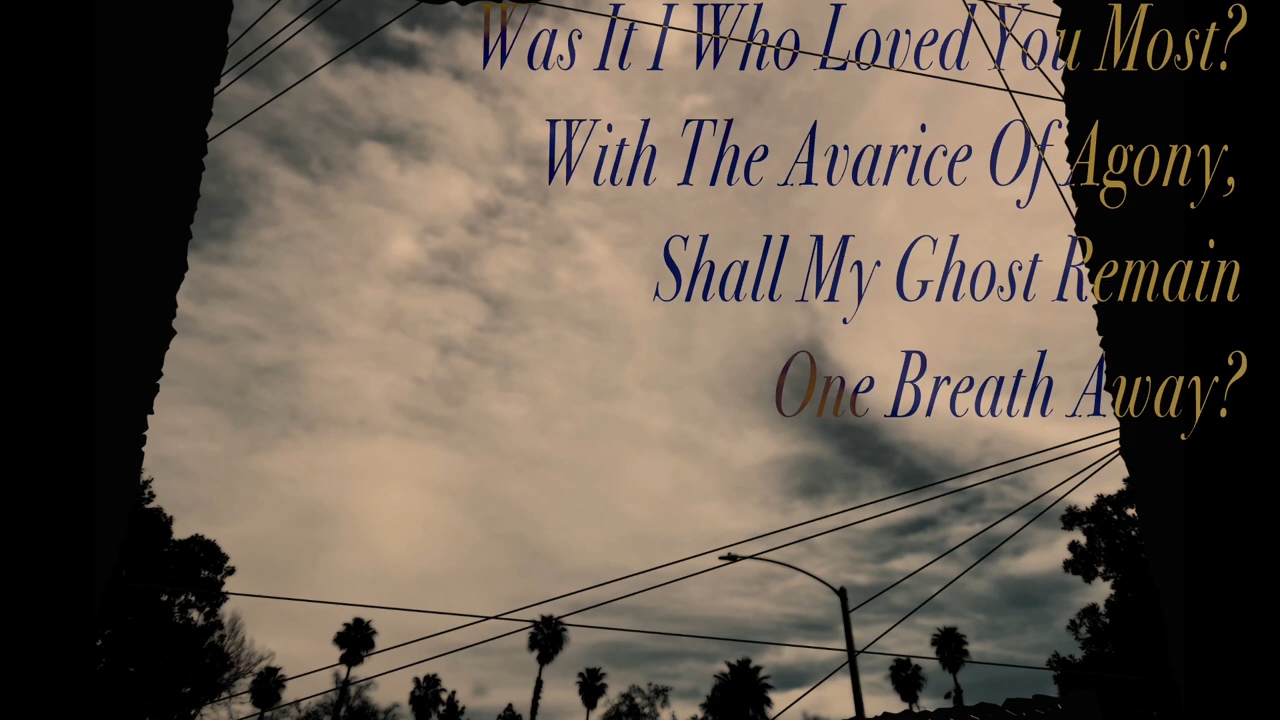 Was It I Who Loved You Most?
With The Avarice Of Agony,
Shall My Ghost Remain
One Breath Away?